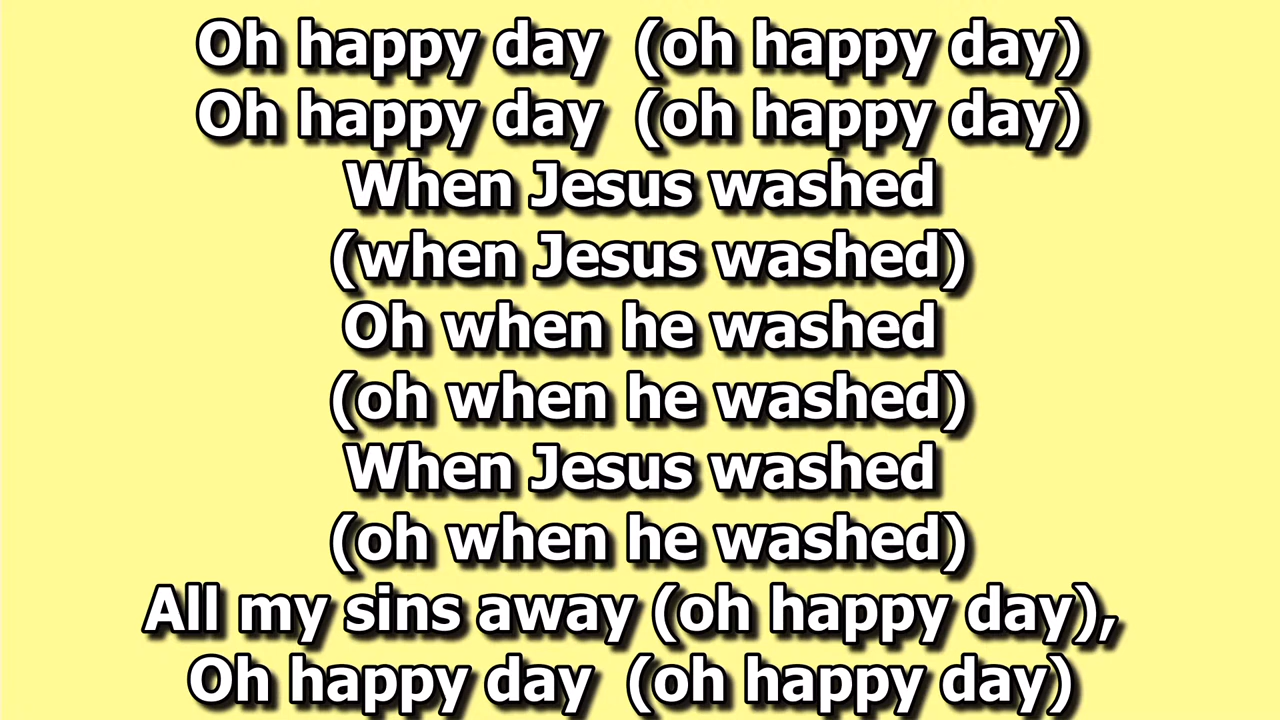 Oh happy day  (oh happy day)
Oh happy day  (oh happy day)
When Jesus washed
(when Jesus washed)
Oh when he washed
(oh when he washed)
When Jesus washed
(oh when he washed)
All my sins away (oh happy day),
Oh happy day  (oh happy day)